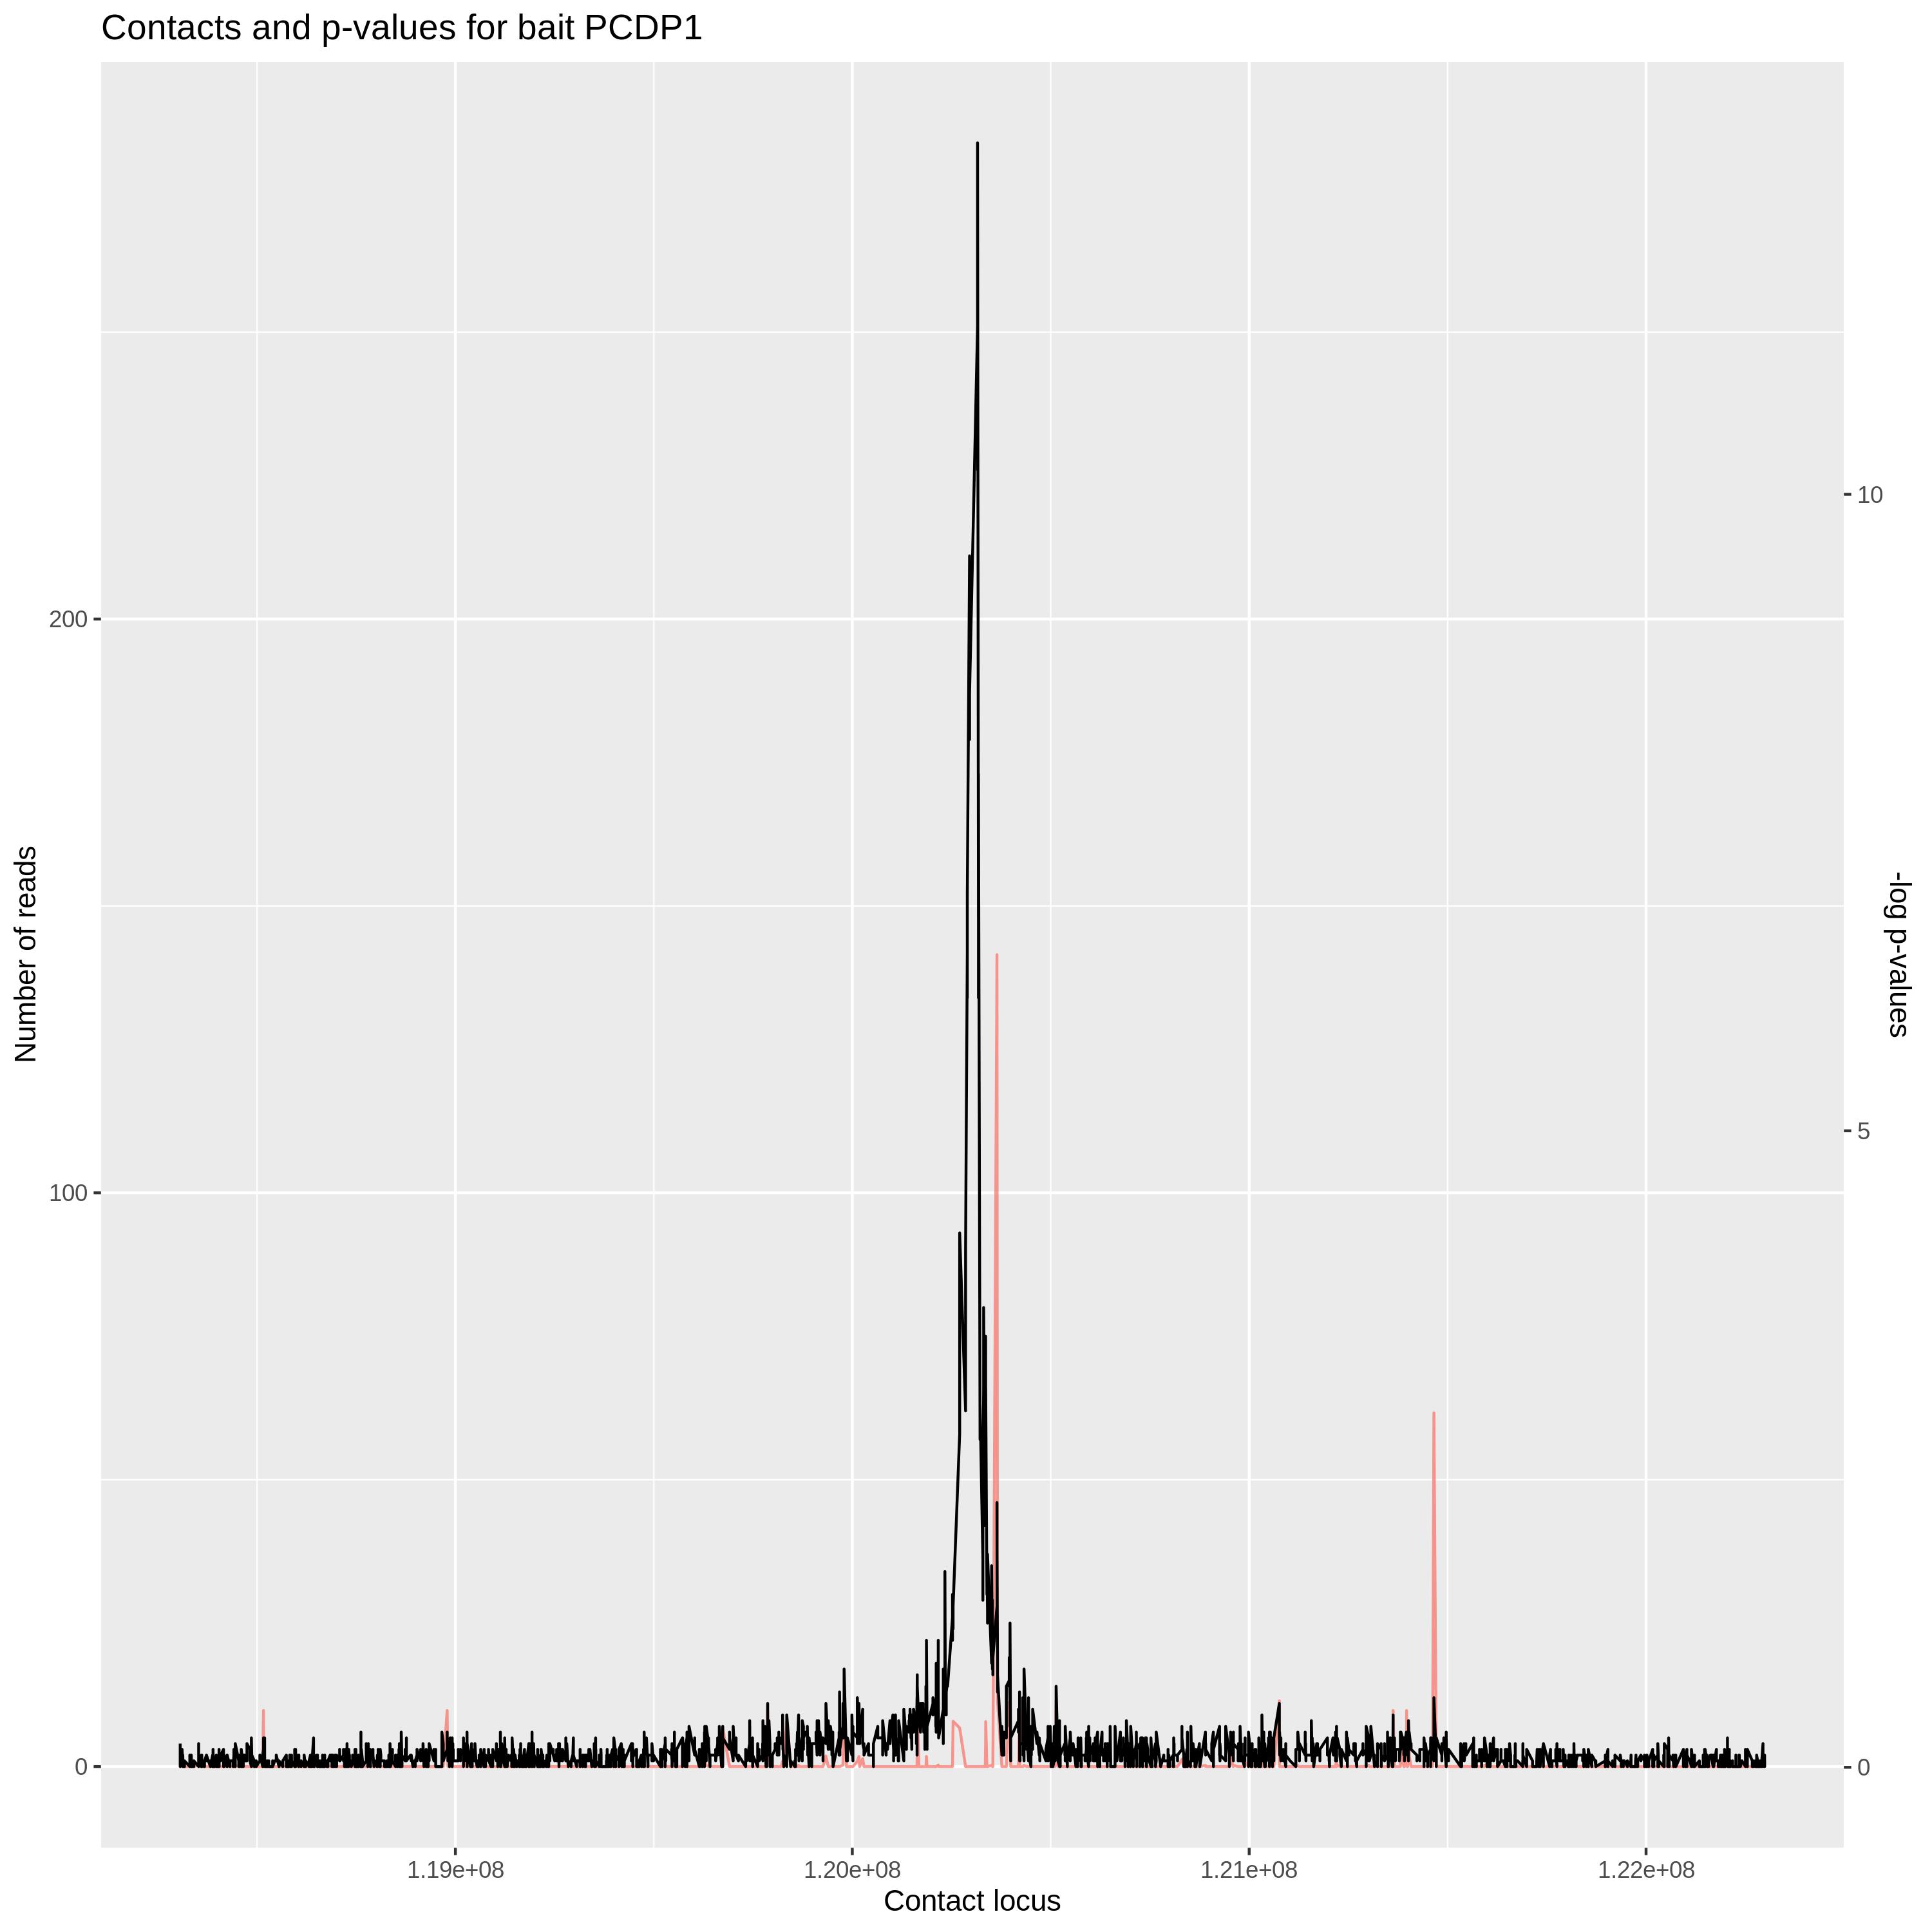 Contacts and p-values for bait PCDP1
Number of reads
200
100
0
10
5
0
-log p-values
1.19e+08
1.20e+08
1.21e+08
1.22e+08
Contact locus